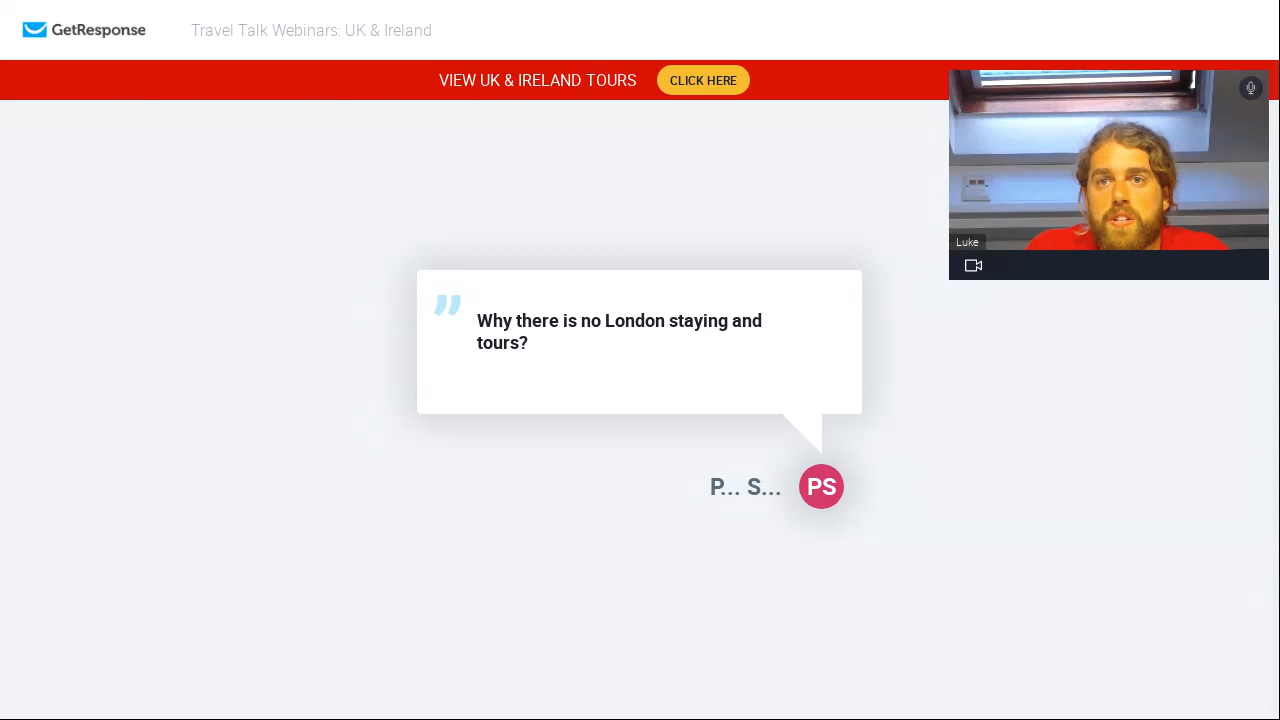 GetResponse
Travel Talk Webinars: UK & Ireland
VIEW UK & IRELAND TOURS
CLICK HERE
Luke
Why there is no London staying and
tours?
P... S...
PS